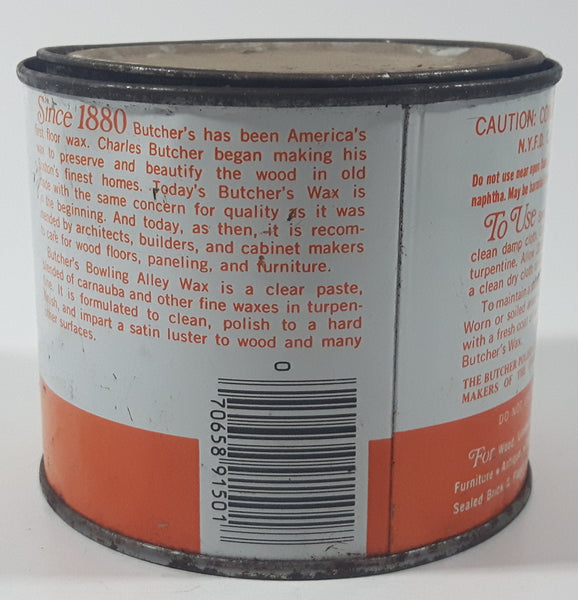 Since 1880 Butcher's has been America's
first floor wax. Charles Butcher began making his
wax to preserve and beautify the wood in old
Boston's finest homes. Today's Butcher's Wax is
made with the same concern for quality as it was
in the beginning. And today, as then, it is recom-
mended by architects, builders, and cabinet makers
to care for wood floors, paneling, and furniture.
Butcher's Bowling Alley Wax is a clear paste,
blended of carnauba and other fine waxes in turpen-
tine. It is formulated to clean, polish to a hard
finish, and impart a satin luster to wood and many
other surfaces.
0
70658 91501
CAUTION:
N.Y.F.D.
Do not use near open
naphtha. May be harmful
To Use
clean damp cloth
turpentine. Allow
a clean dry cloth
To maintain
Worn or soiled
with a fresh coat
Butcher's Wax.
THE BUTCHER
MAKERS OF THE
DO NOT
For Wood,
Furniture •
Sealed Brick &